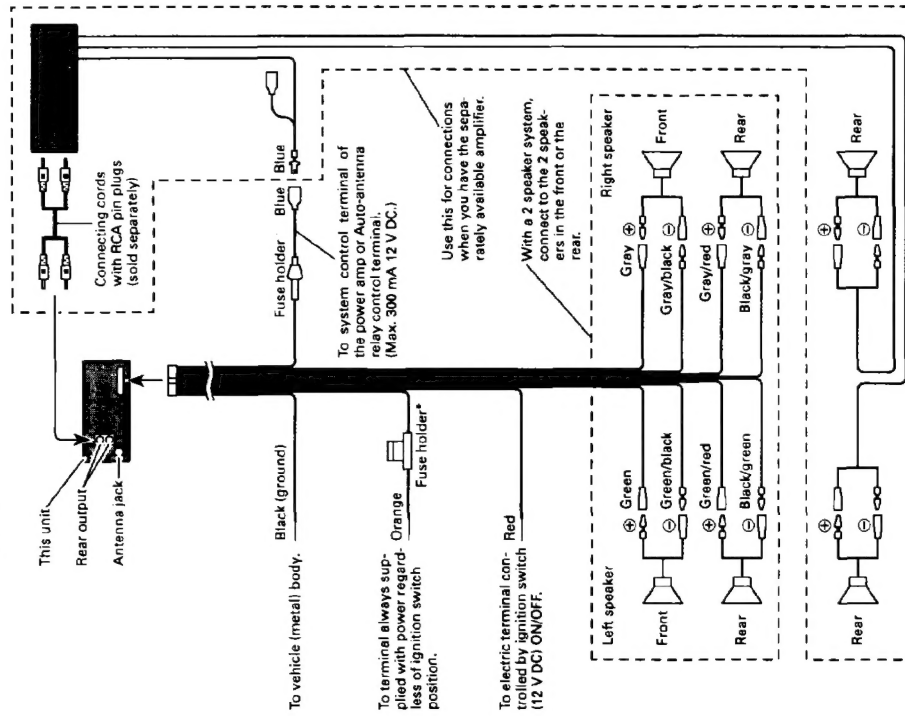 This unit
Rear output
Antenna jack
Connecting cords
with RCA pin plugs
(sold separately)
To vehicle (metal) body.
Black (ground)
Fuse holder
Blue
Blue
To system control terminal of
the power amp or Auto-antenna
relay control terminal.
(Max. 300 mA 12 V DC.)
To terminal always sup-
plied with power regard-
less of ignition switch
position.
Orange
Fuse holder*
Use this for connections
when you have the sepa-
rately available amplifier.
To electric terminal con-
trolled by ignition switch
(12 V DC) ON/OFF.
Red
With a 2 speaker system,
connect to the 2 speak-
ers in the front or the
rear.
Left speaker
Right speaker
Front
⊕
Green
Gray
⊕
Front
⊖
Green/black
Gray/black
⊖
Rear
⊕
Green/red
Gray/red
⊕
Rear
⊖
Black/green
Black/gray
⊖
Rear
⊕
⊖
⊕
⊖
Rear